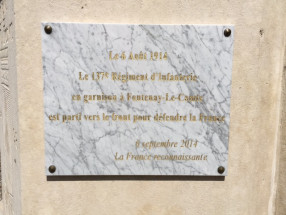 Le 6 août 1914
Le 137e Régiment d'infanterie
en garnison à Fontenay-Le-Comte
est parti vers le front pour défendre la France
6 septembre 2014
La France reconnaissante